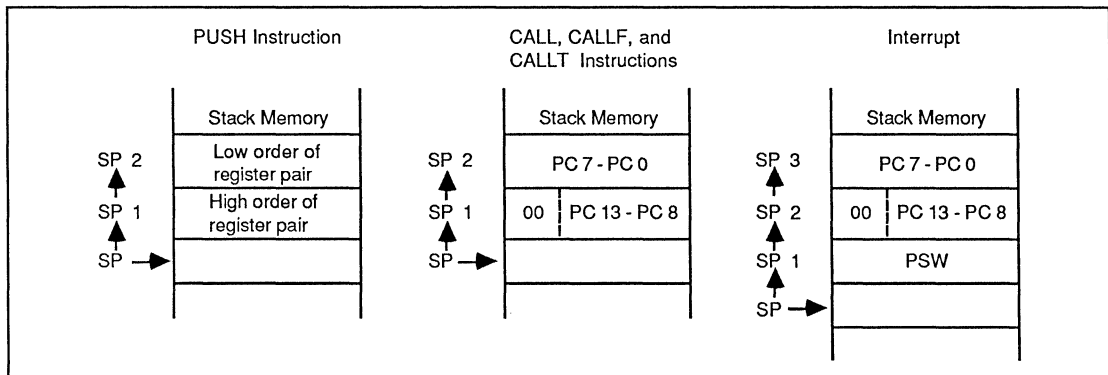 PUSH Instruction
Stack Memory
SP 2
Low order of
register pair
SP 1
High order of
register pair
SP
CALL, CALLF, and
CALLT Instructions
Stack Memory
SP 2
PC 7 - PC 0
SP 1
00
PC 13 - PC 8
SP
Interrupt
Stack Memory
SP 3
PC 7 - PC 0
SP 2
00
PC 13 - PC 8
SP 1
PSW
SP